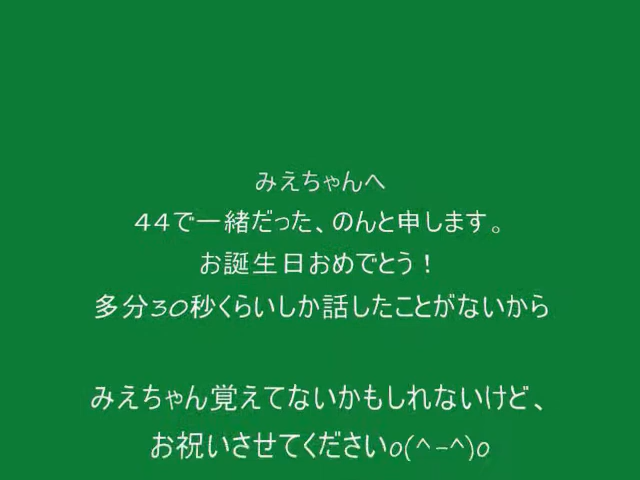 みえちゃんへ
44で一緒だった、のんと申します。
お誕生日おめでとう！
多分30秒くらいしか話したことがないから
みえちゃん覚えてないかもしれないけど、
お祝いさせてくださいo(^-^)o